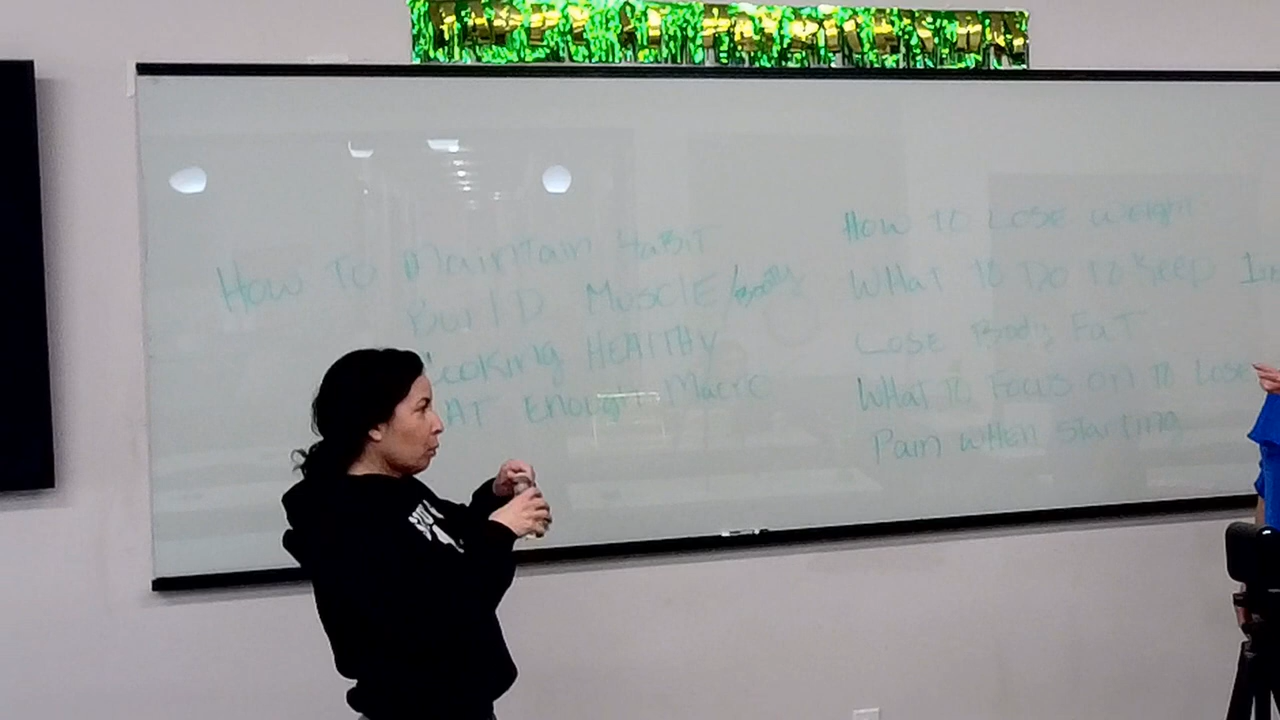 How To Maintain Habit
Build Muscle/body
Cooking HEAlTHy
EAT Enough Macro
How to Lose weight
What to Do to Keep
Lose Body FaT
WHat to Focus on to Lose
Pain wHen starting